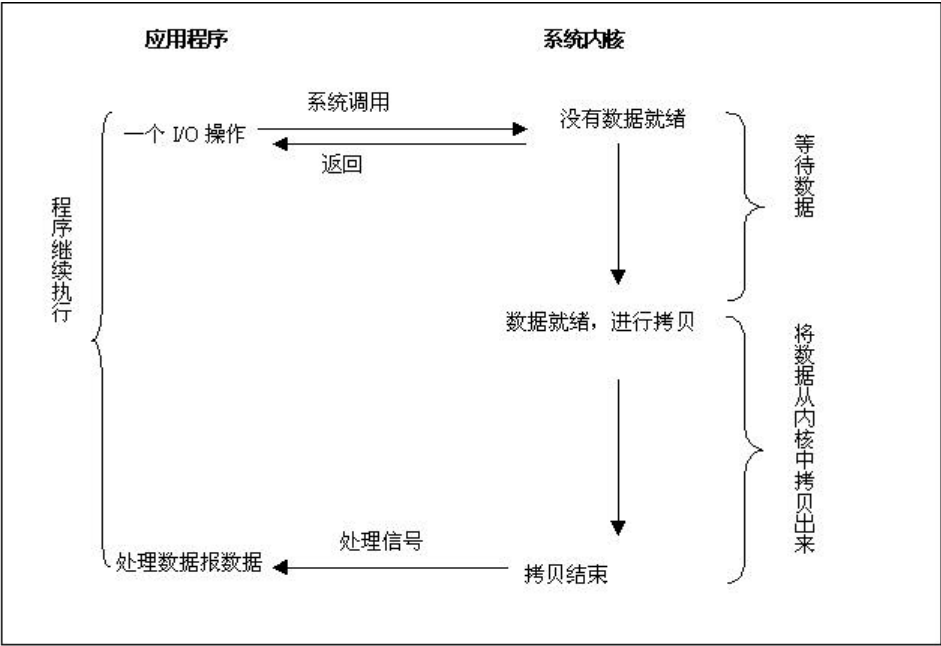 应用程序
系统内核
系统调用
一个 I/O 操作
没有数据就绪
返回
等待数据
程序继续执行
数据就绪，进行拷贝
将数据从内核中拷贝出来
处理信号
处理数据报数据
拷贝结束